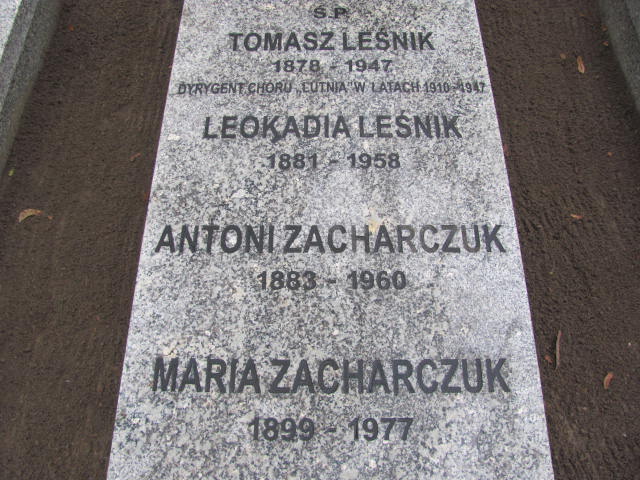 Ś.P.
TOMASZ LEŚNIK
1878 - 1947
DYRYGENT CHÓRU „LUTNIA” W LATACH 1910-1947
LEOKADIA LEŚNIK
1881 - 1958
ANTONI ZACHARCZUK
1883 - 1960
MARIA ZACHARCZUK
1899 - 1977